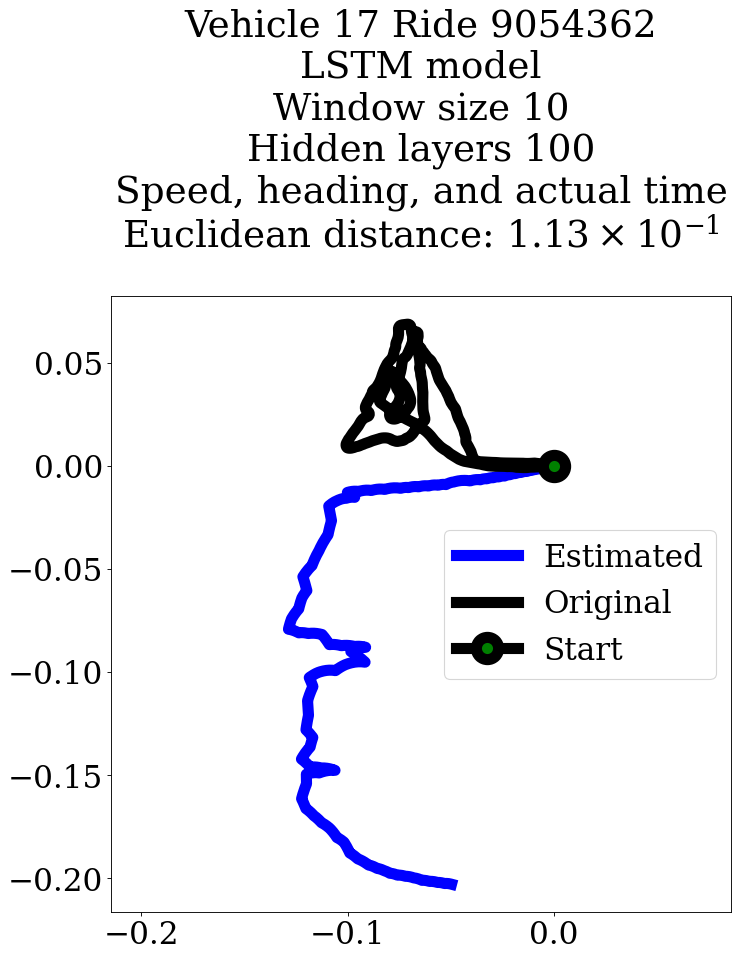 Vehicle 17 Ride 9054362
LSTM model
Window size 10
Hidden layers 100
Speed, heading, and actual time
Euclidean distance: 1.13 × 10⁻¹
0.05
0.00
−0.05
−0.10
−0.15
−0.20
Estimated
Original
Start
−0.2
−0.1
0.0